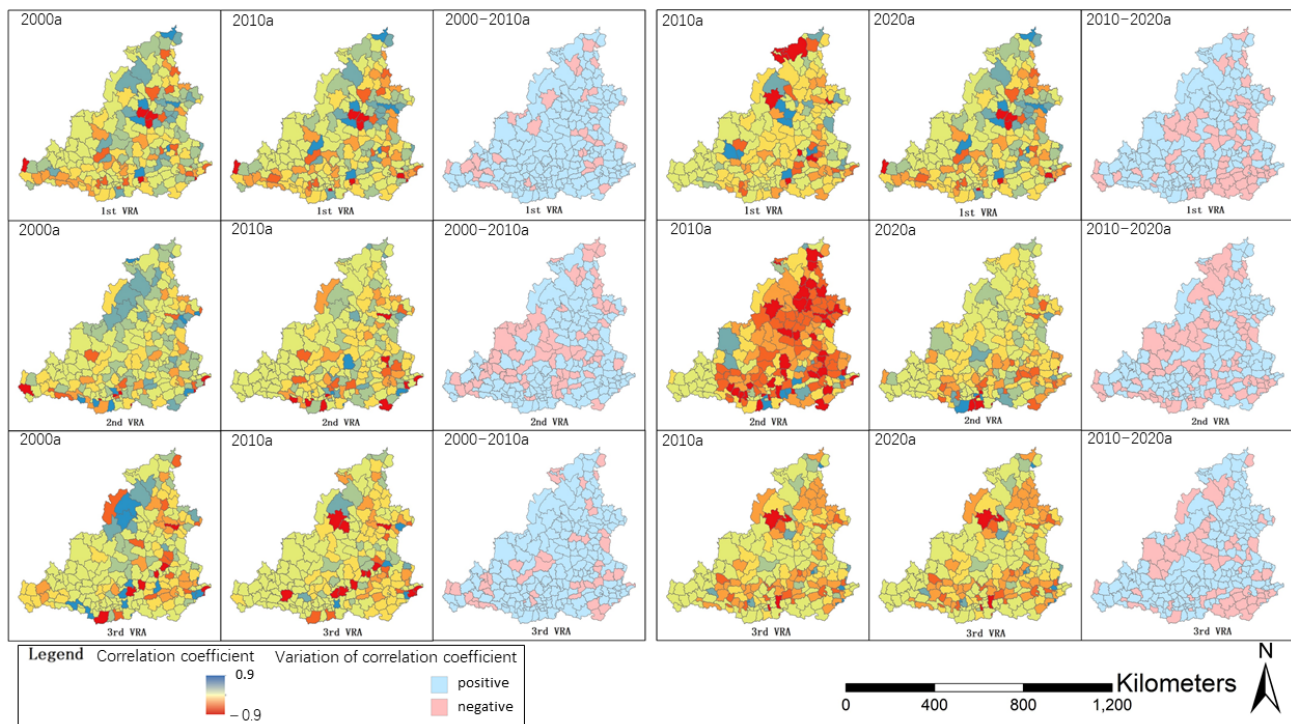 2000a 2010a 2000-2010a 2010a 2020a 2010-2020a
1st VRA 1st VRA 1st VRA 1st VRA 1st VRA 1st VRA
2000a 2010a 2000-2010a 2010a 2020a 2010-2020a
2nd VRA 2nd VRA 2nd VRA 2nd VRA 2nd VRA 2nd VRA
2000a 2010a 2000-2010a 2010a 2020a 2010-2020a
3rd VRA 3rd VRA 3rd VRA 3rd VRA 3rd VRA 3rd VRA
Legend Correlation coefficient Variation of correlation coefficient
0.9 positive
-0.9 negative
N
Kilometers
0 400 800 1,200